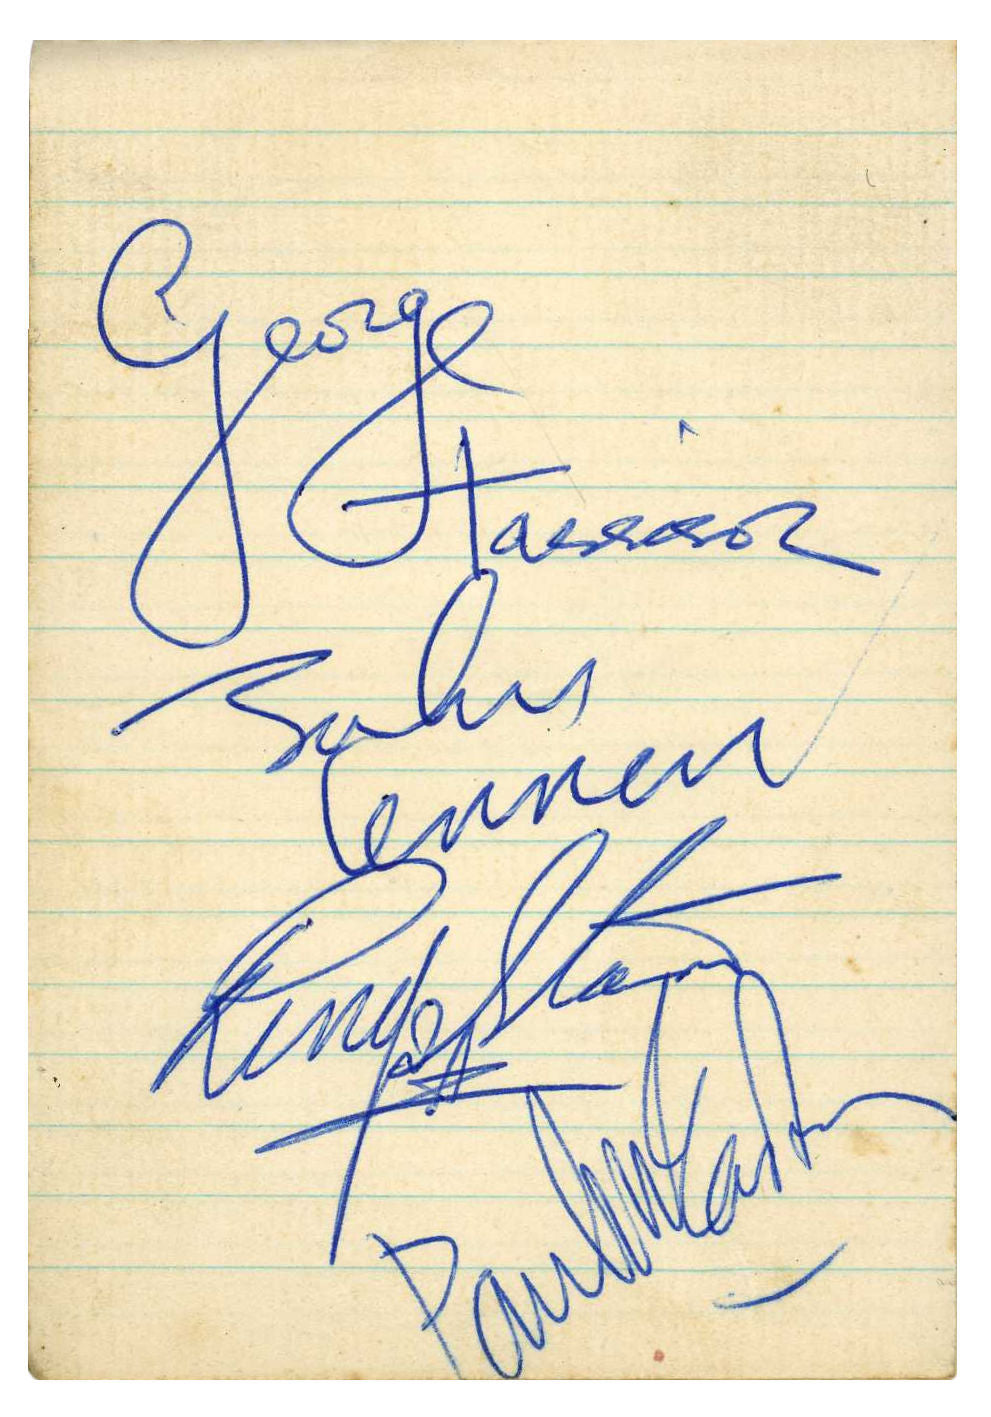 George
Harrison
John
Lennon
Ringo Starr
Paul McCartney